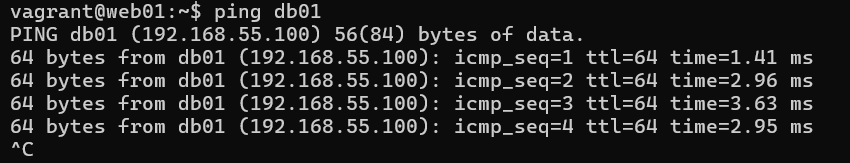 vagrant@web01:~$ ping db01
PING db01 (192.168.55.100) 56(84) bytes of data.
64 bytes from db01 (192.168.55.100): icmp_seq=1 ttl=64 time=1.41 ms
64 bytes from db01 (192.168.55.100): icmp_seq=2 ttl=64 time=2.96 ms
64 bytes from db01 (192.168.55.100): icmp_seq=3 ttl=64 time=3.63 ms
64 bytes from db01 (192.168.55.100): icmp_seq=4 ttl=64 time=2.95 ms
^C